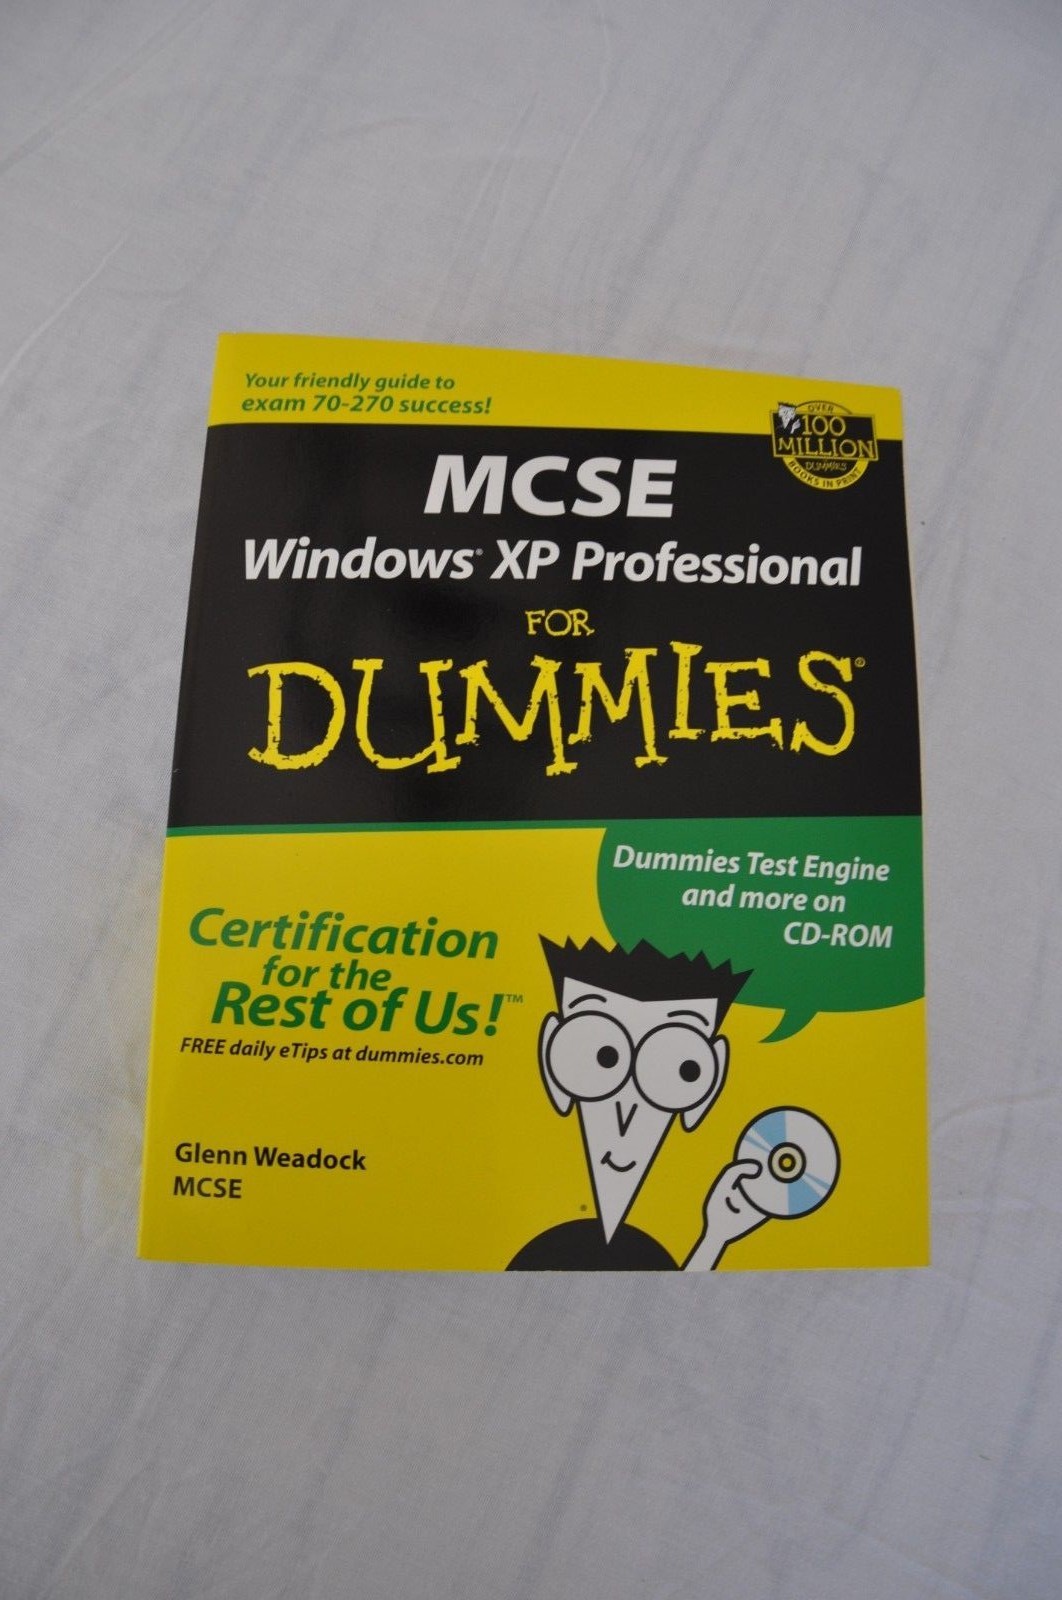 Your friendly guide to
exam 70-270 success!
OVER
100
MILLION
DUMMIES
BOOKS IN PRINT
MCSE
Windows® XP Professional
FOR
DUMMIES®
Dummies Test Engine
and more on
CD-ROM
Certification
for the
Rest of Us!™
FREE daily eTips at dummies.com
Glenn Weadock
MCSE
®